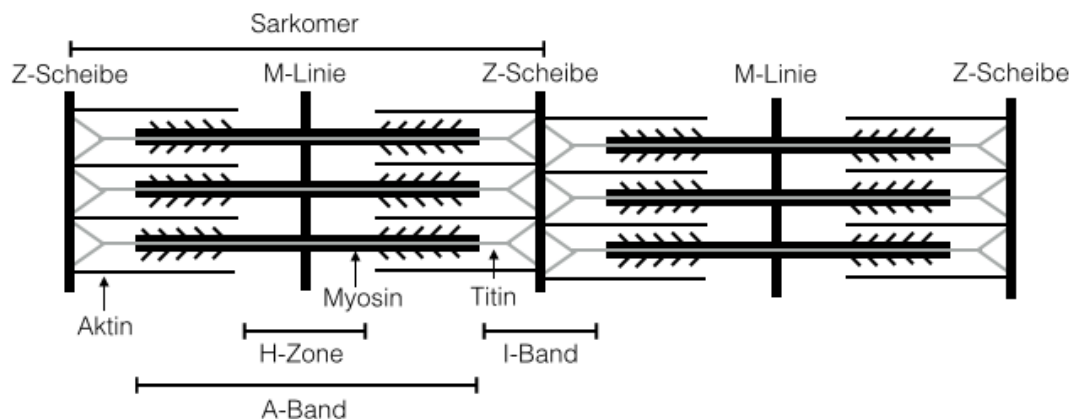 Sarkomer
Z-Scheibe M-Linie Z-Scheibe M-Linie Z-Scheibe
Myosin Titin
Aktin
H-Zone I-Band
A-Band